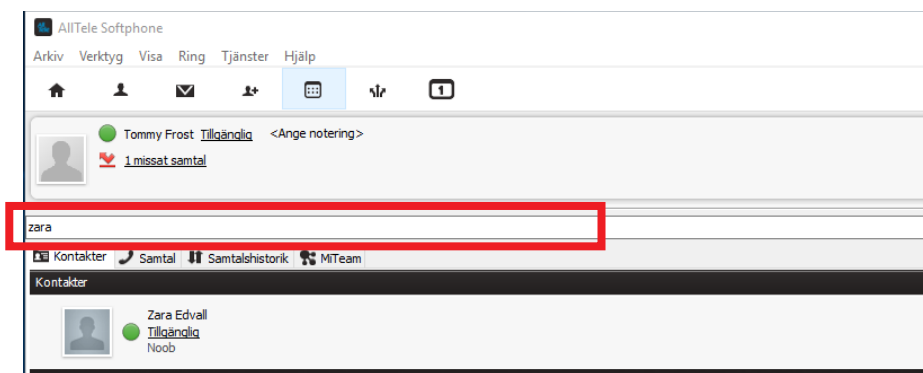 AllTele Softphone
Arkiv Verktyg Visa Ring Tjänster Hjälp
1
Tommy Frost Tillgänglig <Ange notering>
1 missat samtal
zara
Kontakter Samtal Samtalshistorik MiTeam
Kontakter
Zara Edvall
Tillgänglig
Noob